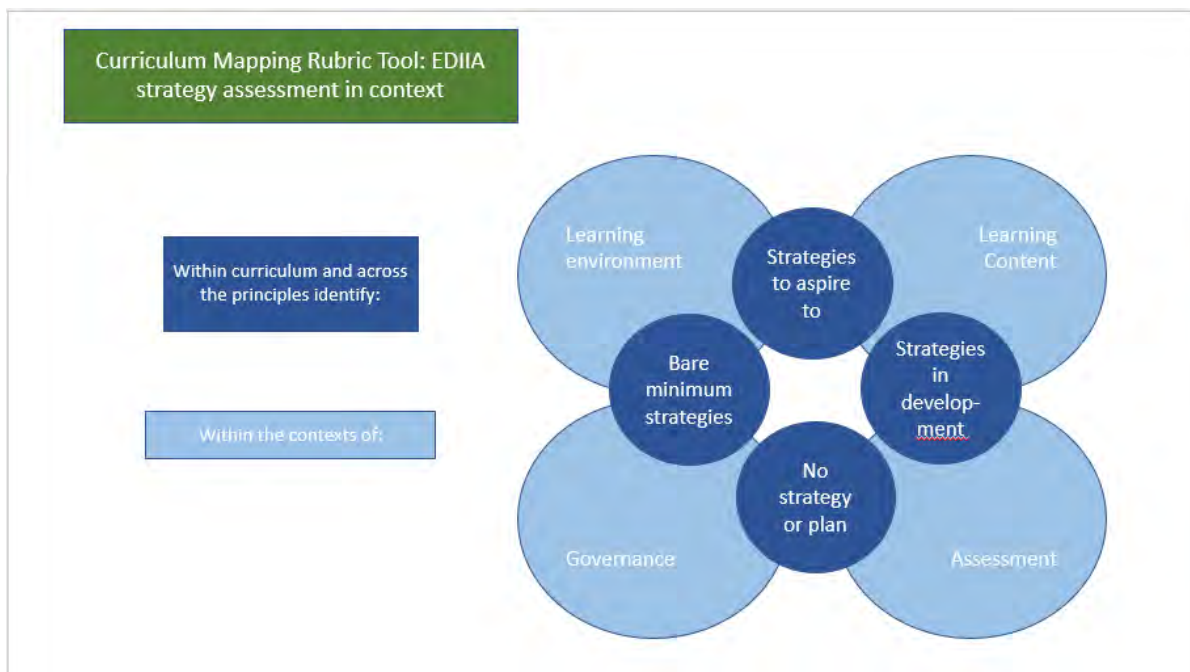 Curriculum Mapping Rubric Tool: EDIIA
strategy assessment in context
Within curriculum and across
the principles identify:
Within the contexts of:
Learning
environment
Strategies
to aspire
to
Learning
Content
Bare
minimum
strategies
Strategies
in
develop-
ment
No
strategy
or plan
Governance
Assessment